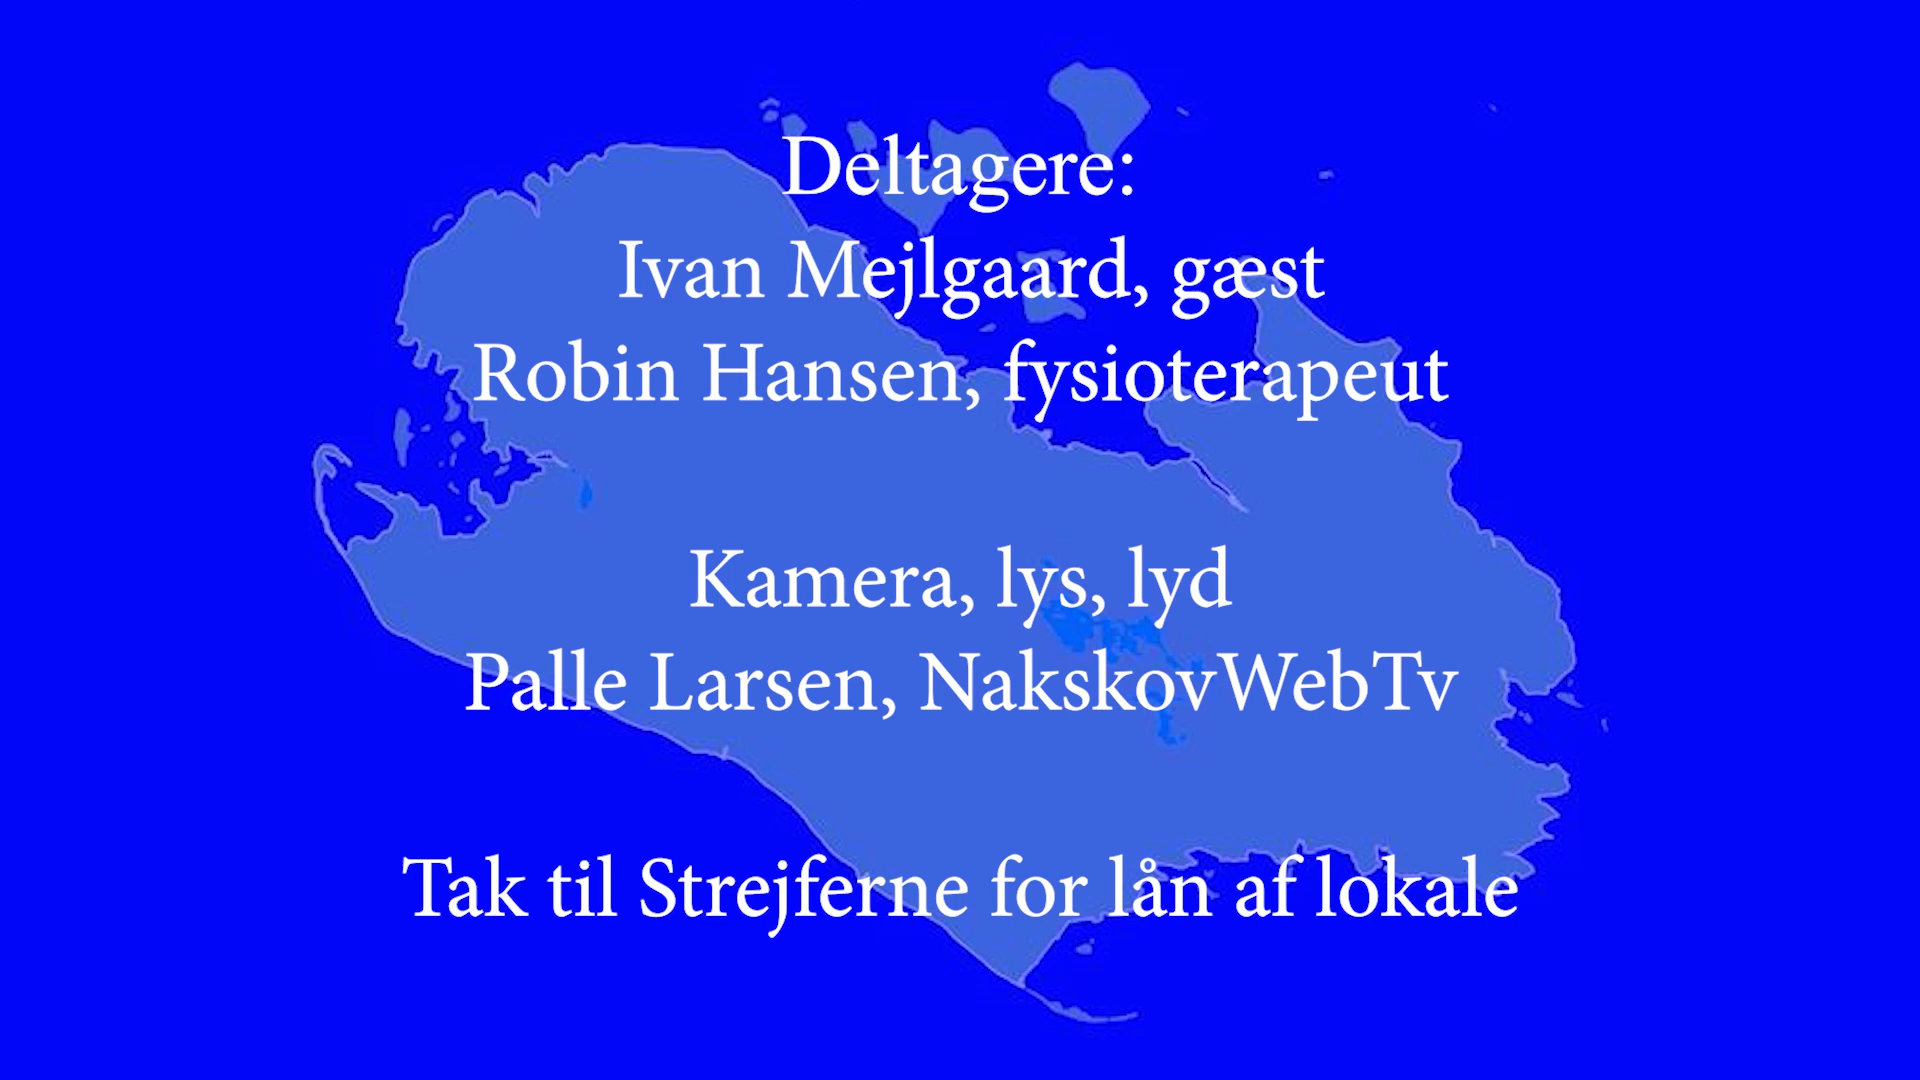 Deltagere:
Ivan Mejlgaard, gæst
Robin Hansen, fysioterapeut
Kamera, lys, lyd
Palle Larsen, NakskovWebTv
Tak til Strejferne for lån af lokale